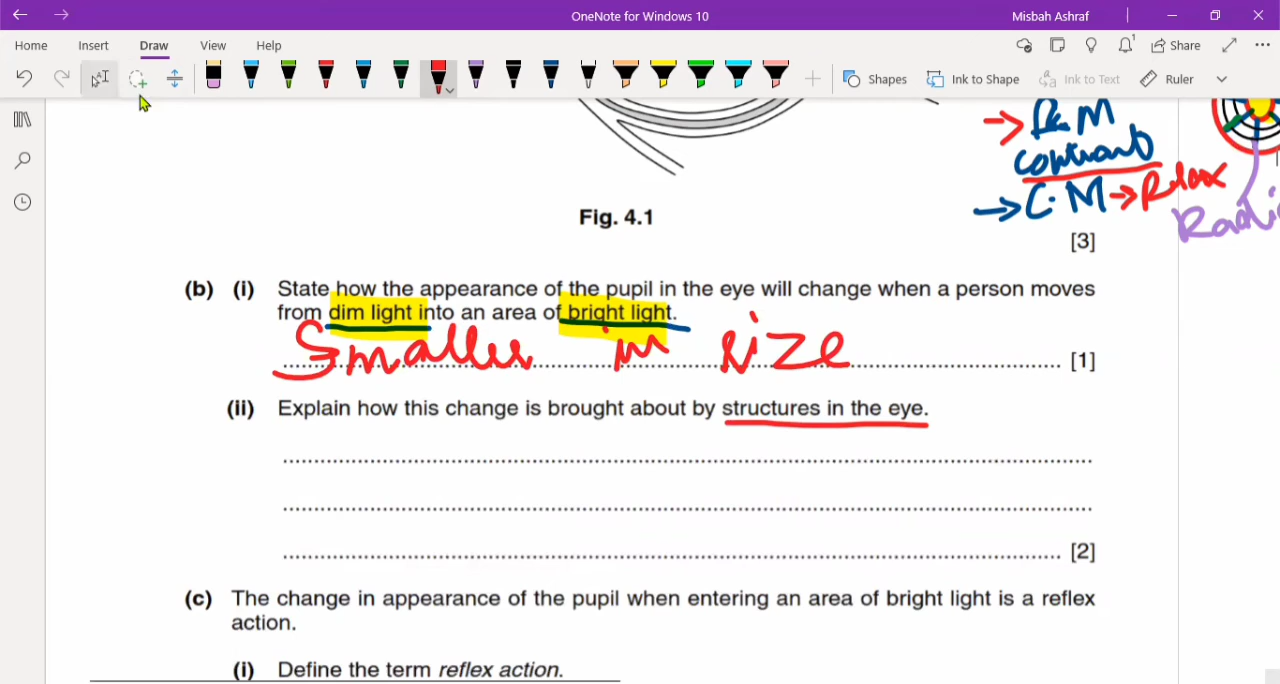 OneNote for Windows 10
Misbah Ashraf
Home Insert Draw View Help
Share
Shapes Ink to Shape Ink to Text Ruler
R.M
contract
C.M → Relax
Radi
Fig. 4.1
[3]
(b) (i) State how the appearance of the pupil in the eye will change when a person moves
from dim light into an area of bright light.
Smaller in size
[1]
(ii) Explain how this change is brought about by structures in the eye.
[2]
(c) The change in appearance of the pupil when entering an area of bright light is a reflex
action.
(i) Define the term reflex action.